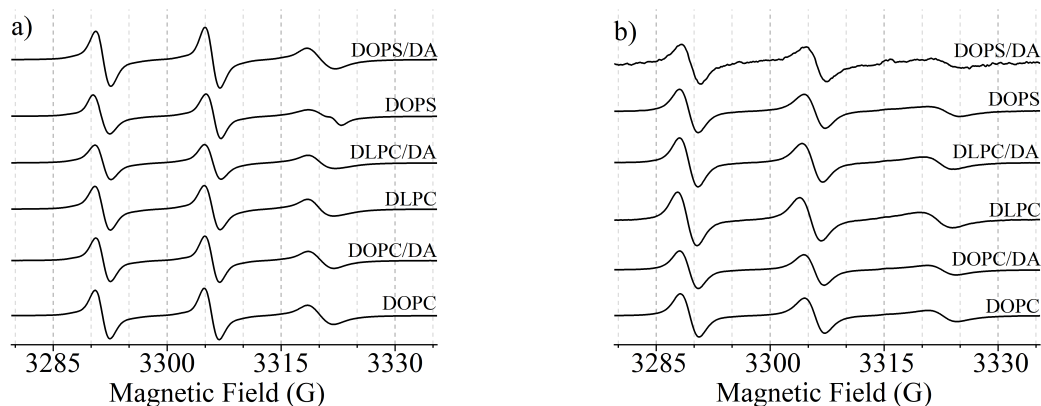 a)
DOPS/DA
DOPS
DLPC/DA
DLPC
DOPC/DA
DOPC
3285 3300 3315 3330
Magnetic Field (G)
b)
DOPS/DA
DOPS
DLPC/DA
DLPC
DOPC/DA
DOPC
3285 3300 3315 3330
Magnetic Field (G)